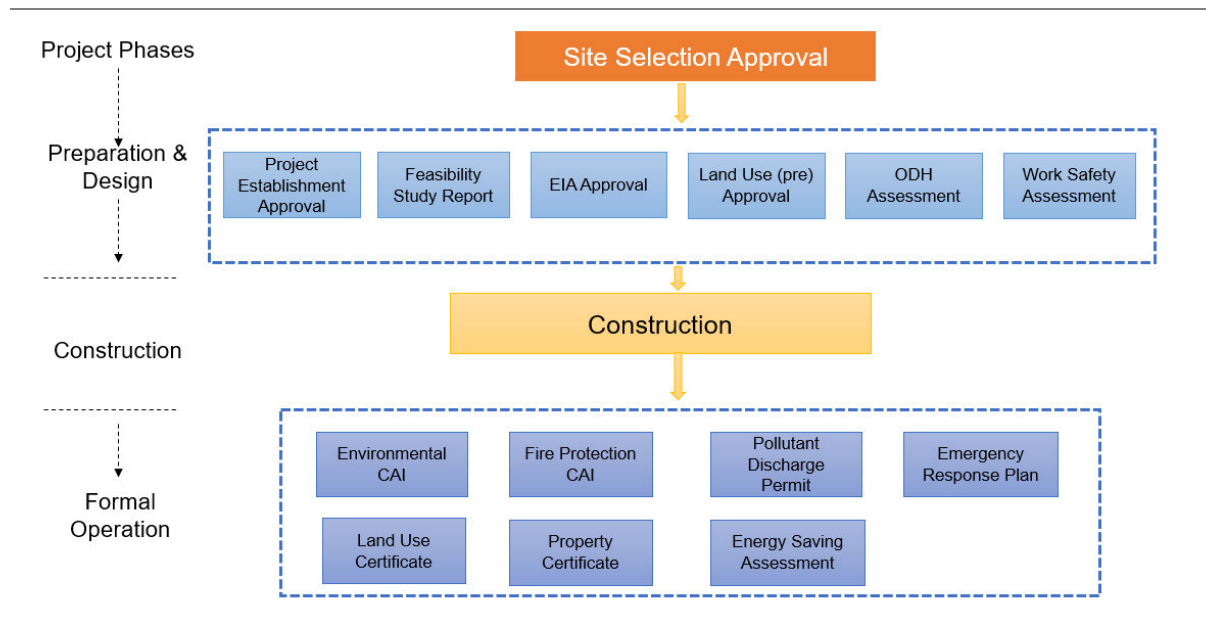 Project Phases
Site Selection Approval
Preparation &
Design
Project
Establishment
Approval
Feasibility
Study Report
EIA Approval
Land Use (pre)
Approval
ODH
Assessment
Work Safety
Assessment
Construction
Construction
Environmental
CAI
Fire Protection
CAI
Pollutant
Discharge
Permit
Emergency
Response Plan
Formal
Operation
Land Use
Certificate
Property
Certificate
Energy Saving
Assessment